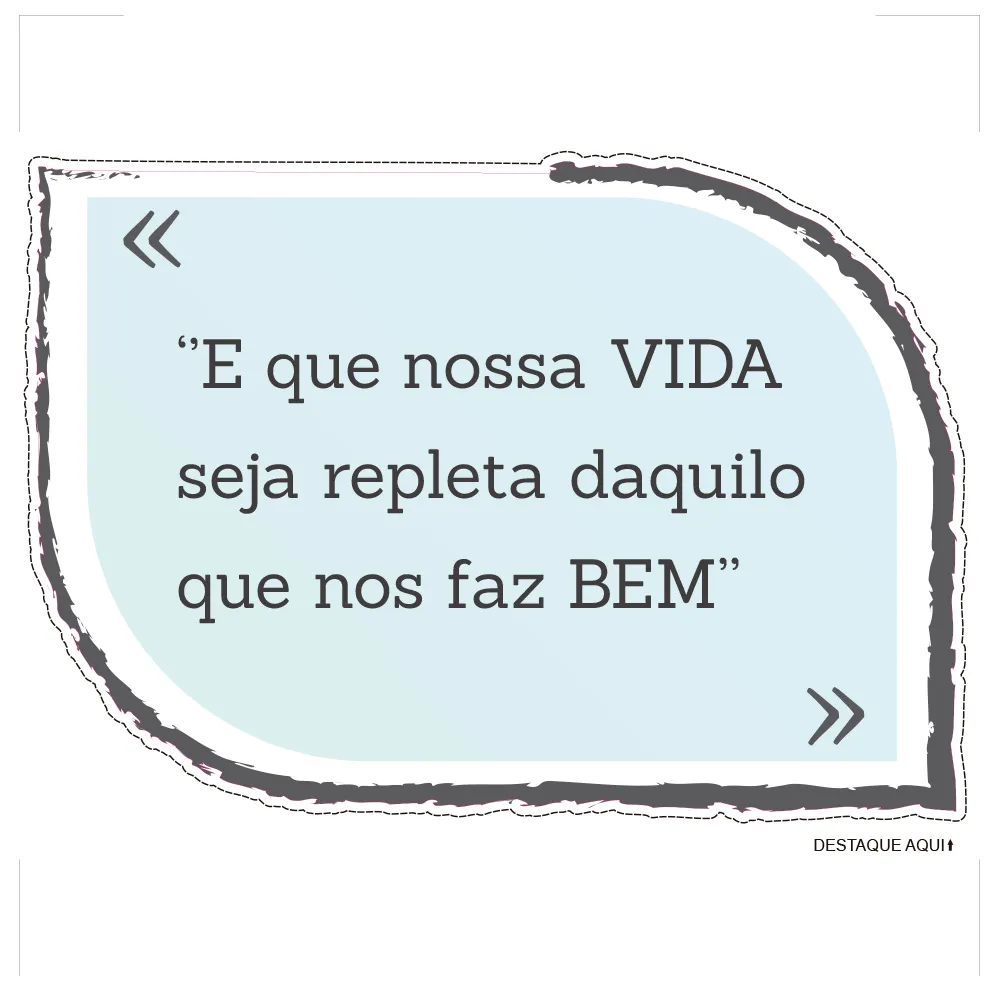 «
‘’E que nossa VIDA
seja repleta daquilo
que nos faz BEM’’
»
DESTAQUE AQUI⬆